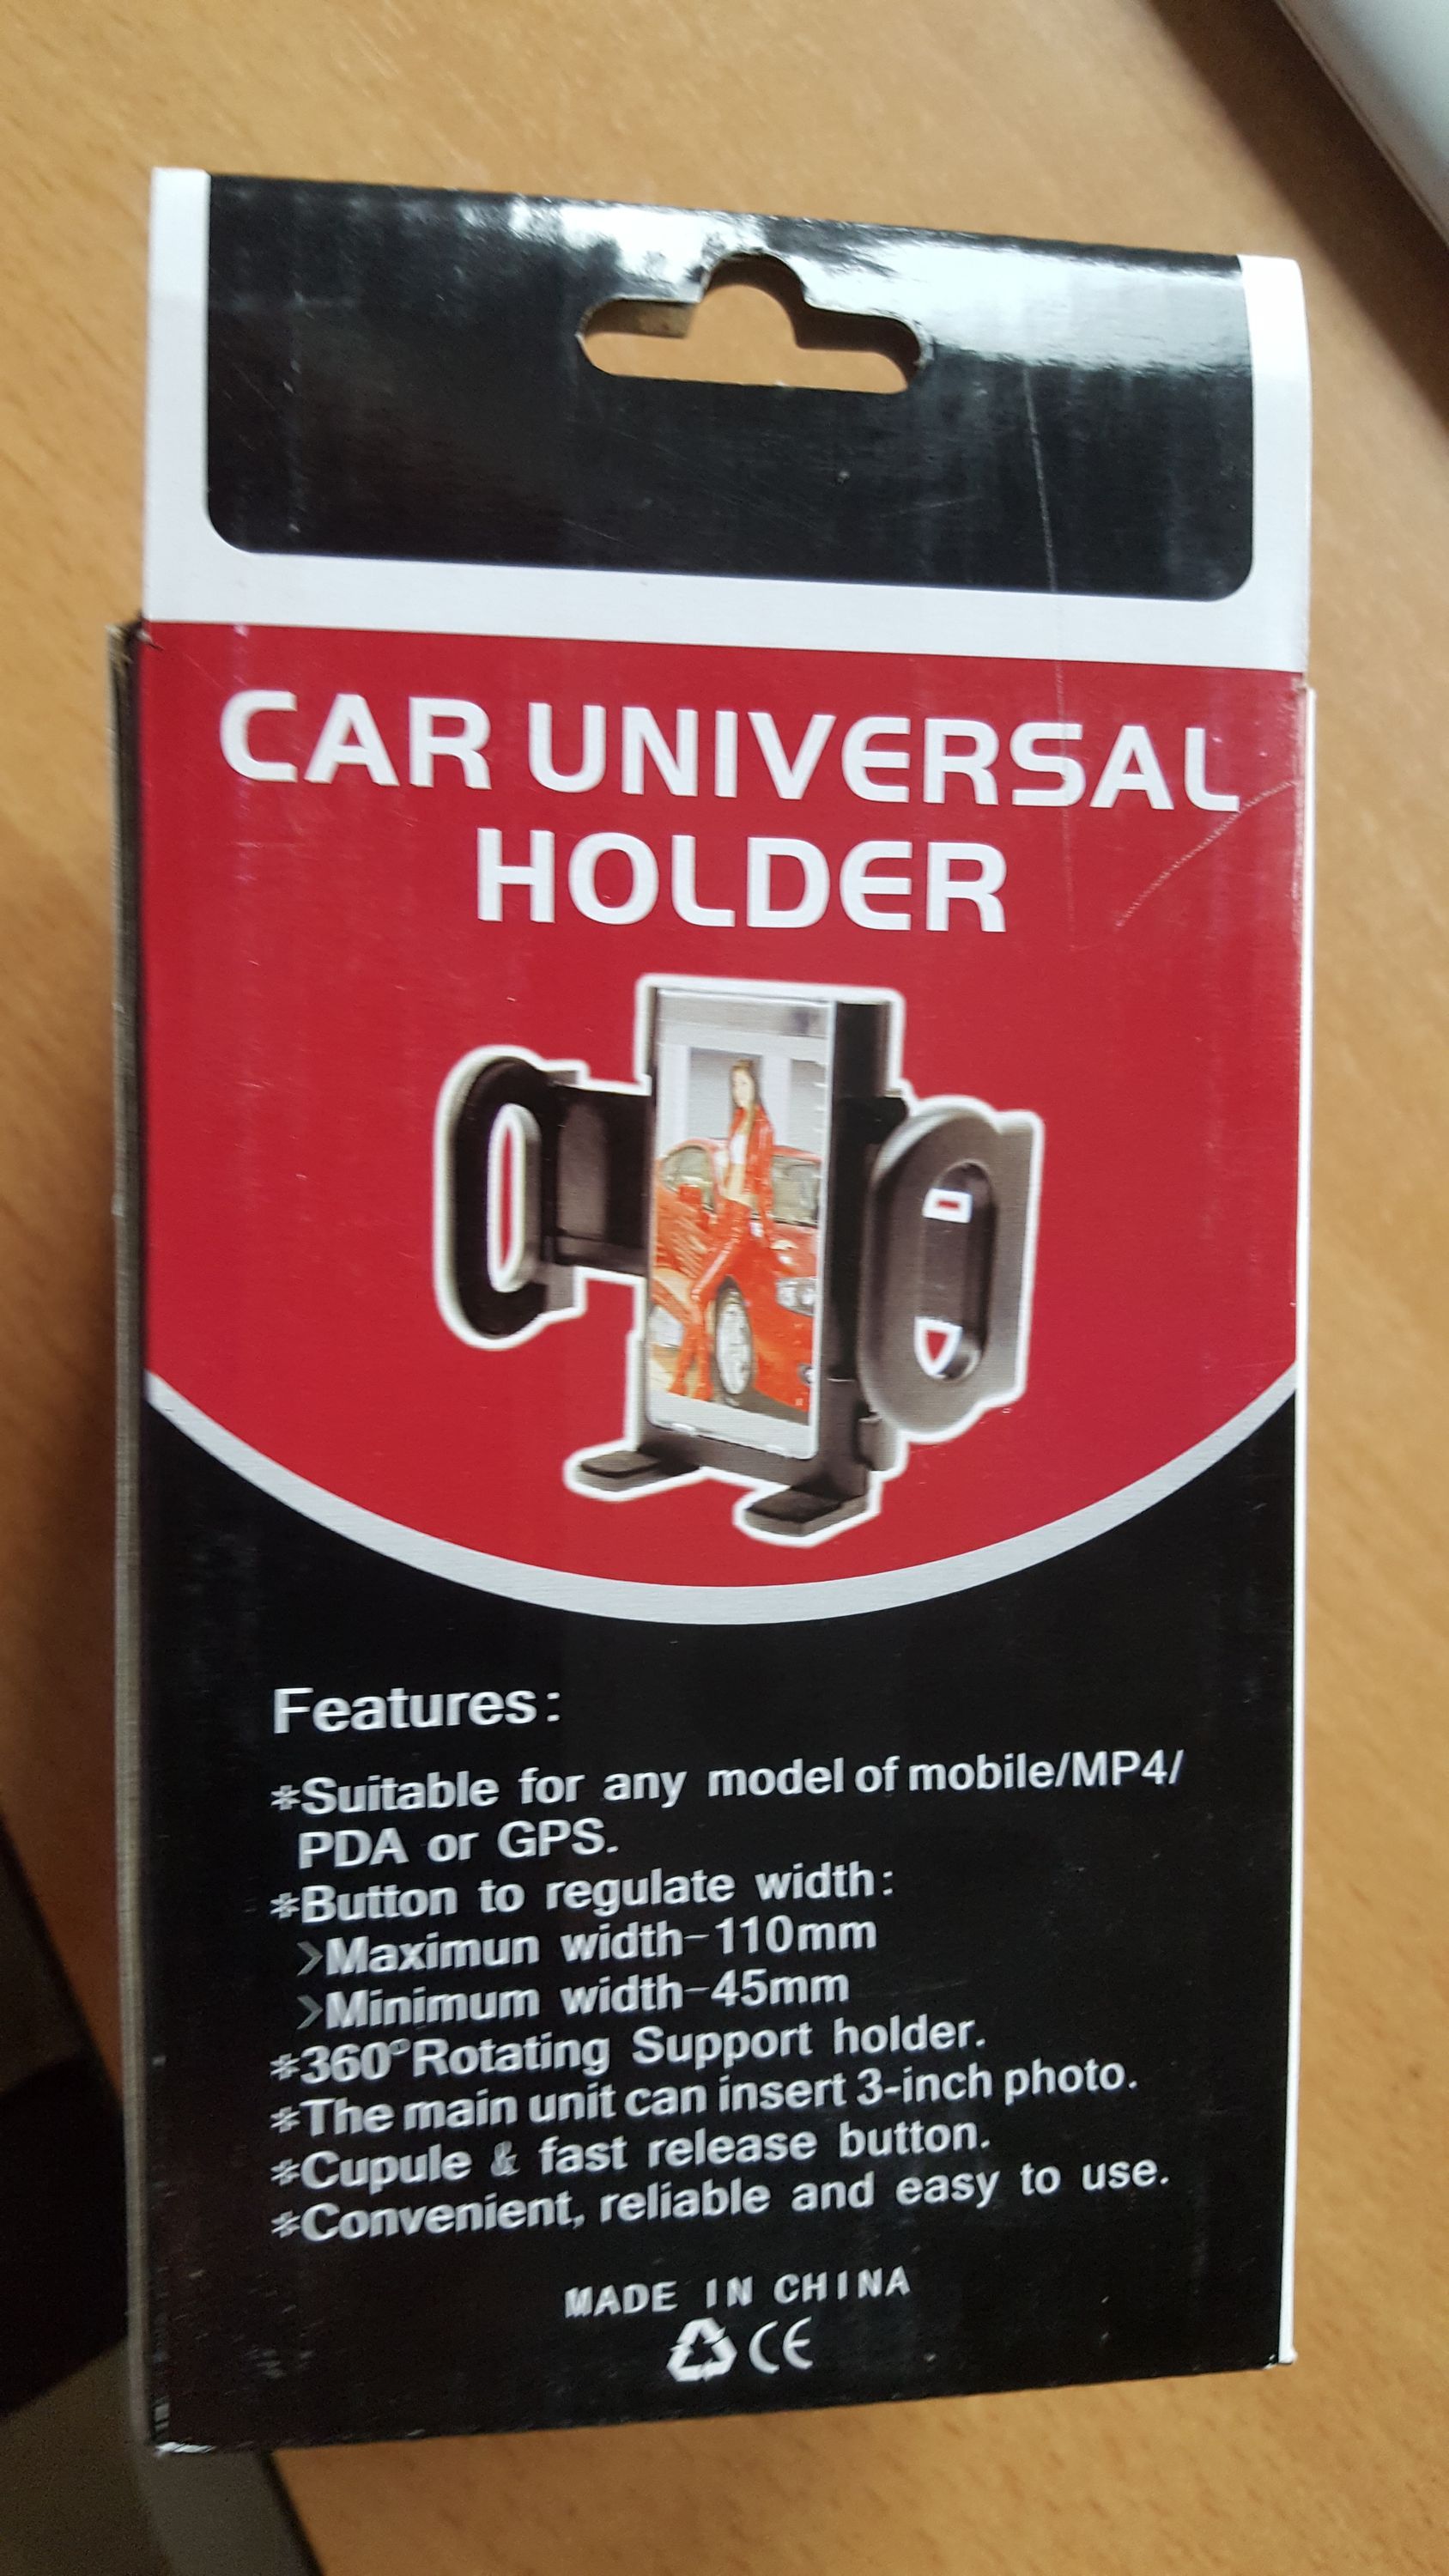 CAR UNIVERSAL
HOLDER
Features:
*Suitable for any model of mobile/MP4/
PDA or GPS.
*Button to regulate width:
>Maximun width-110mm
>Minimum width-45mm
*360°Rotating Support holder.
*The main unit can insert 3-inch photo.
*Cupule & fast release button.
*Convenient, reliable and easy to use.
MADE IN CHINA
CE